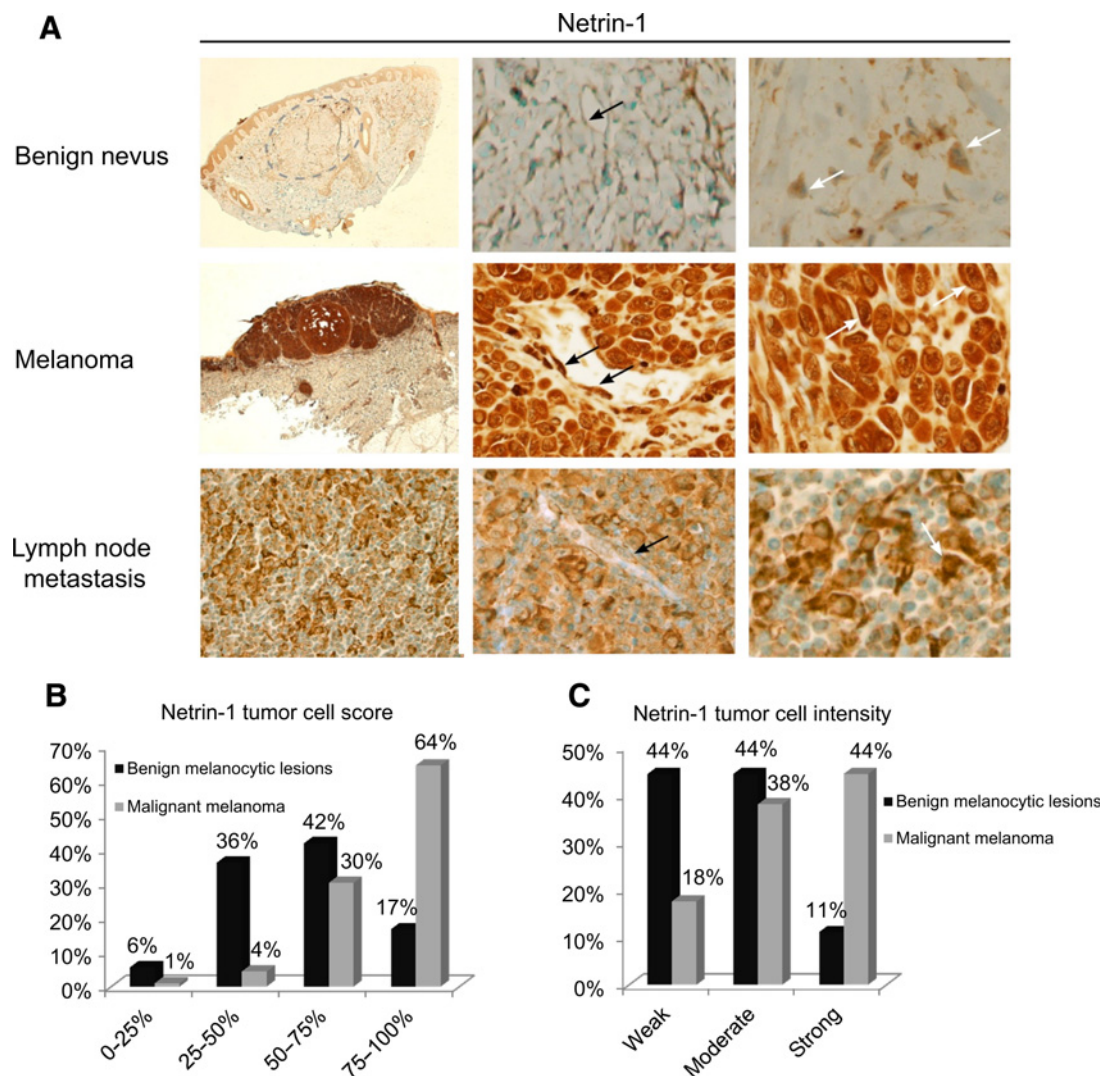 A
Netrin-1
Benign nevus
Melanoma
Lymph node
metastasis
B
Netrin-1 tumor cell score
70%
60%
50%
40%
30%
20%
10%
0%
Benign melanocytic lesions
Malignant melanoma
6%
1%
36%
4%
42%
30%
17%
64%
0–25%
25–50%
50–75%
75–100%
C
Netrin-1 tumor cell intensity
50%
40%
30%
20%
10%
0%
44%
18%
44%
38%
11%
44%
Benign melanocytic lesions
Malignant melanoma
Weak
Moderate
Strong